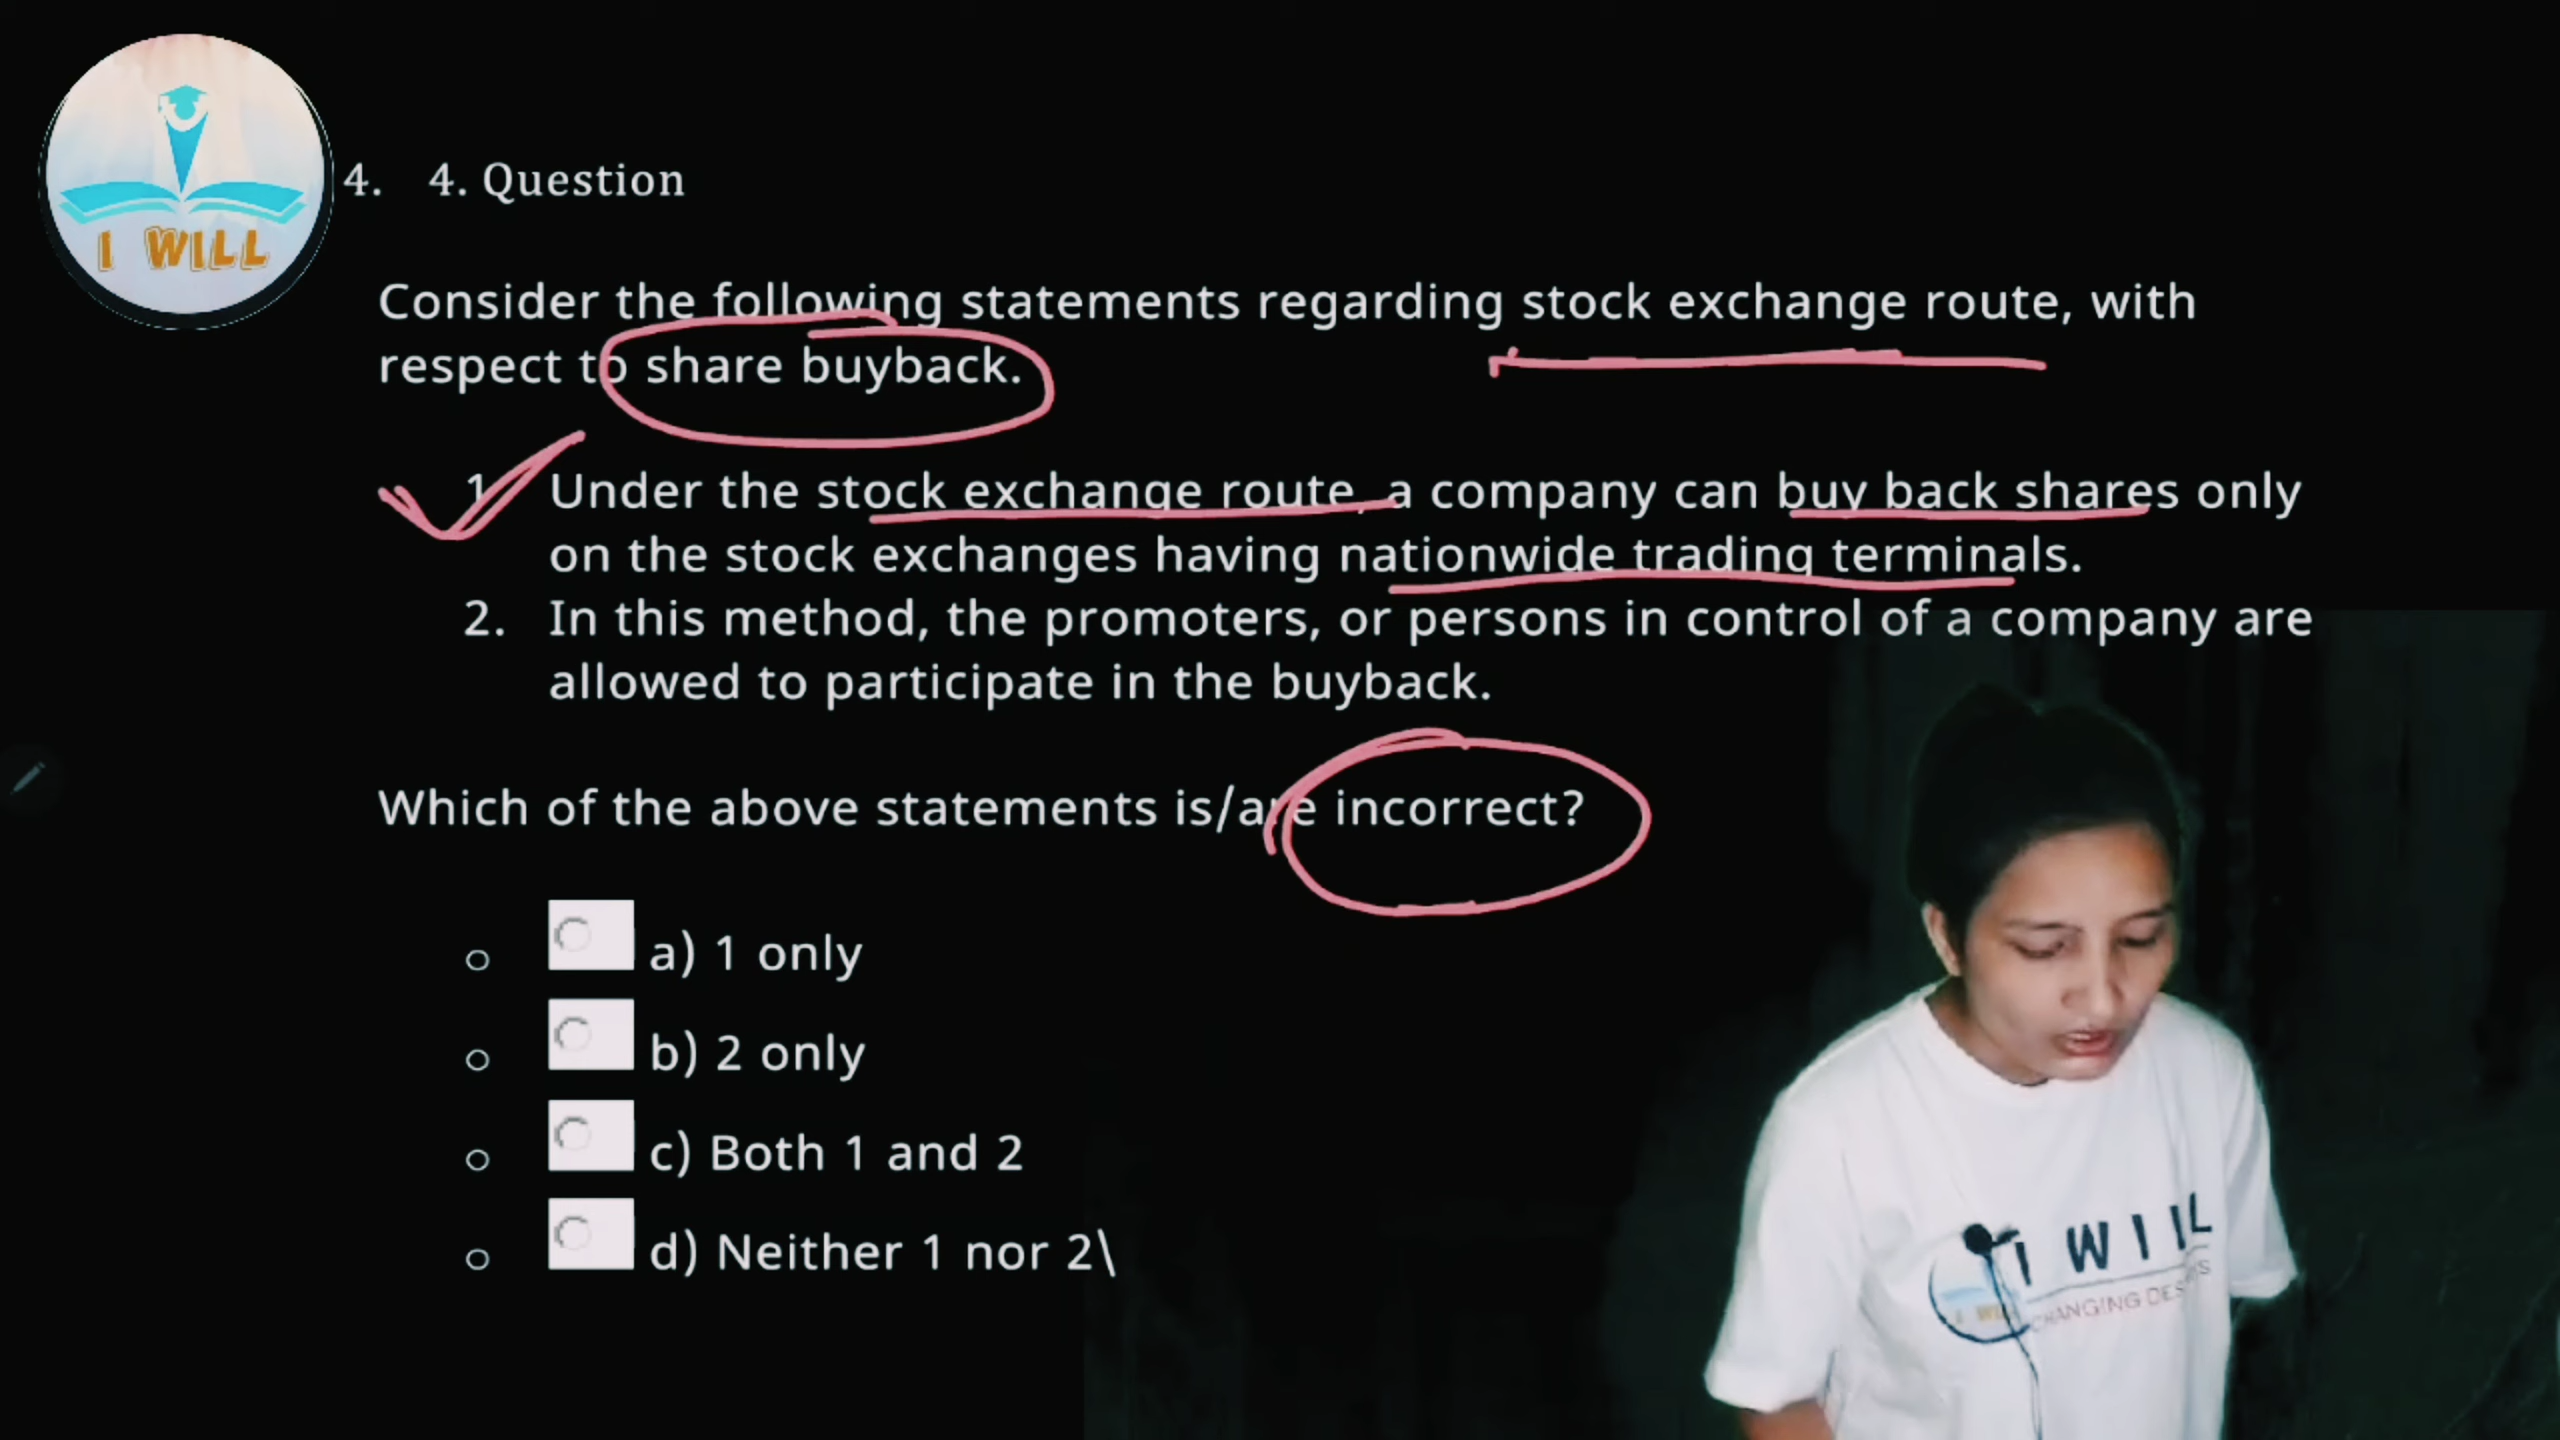 I WILL
4. 4. Question
Consider the following statements regarding stock exchange route, with
respect to share buyback.
1. Under the stock exchange route, a company can buy back shares only
on the stock exchanges having nationwide trading terminals.
2. In this method, the promoters, or persons in control of a company are
allowed to participate in the buyback.
Which of the above statements is/are incorrect?
a) 1 only
b) 2 only
c) Both 1 and 2
d) Neither 1 nor 2\
I WILL
CHANGING